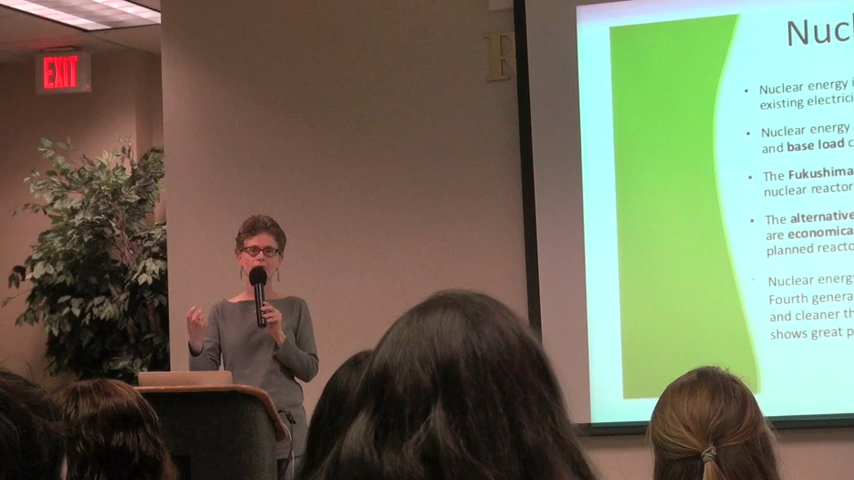 EXIT
R
Nucl
• Nuclear energy i
existing electrici
• Nuclear energy
and base load c
• The Fukushima
nuclear reactor
• The alternative
are economica
planned reacto
Nuclear energy
Fourth genera
and cleaner th
shows great p